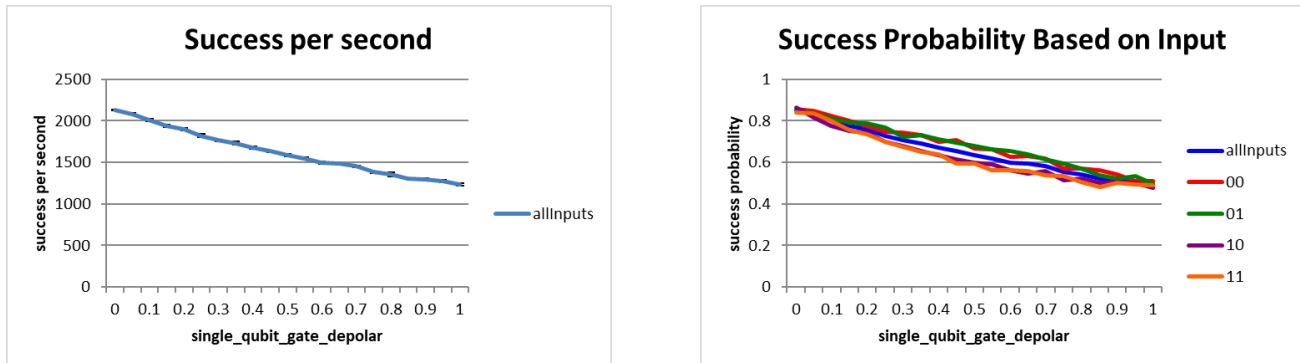 Success per second
2500
2000
1500
1000
500
0
success per second
0 0.1 0.2 0.3 0.4 0.5 0.6 0.7 0.8 0.9 1
single_qubit_gate_depolar
allInputs
Success Probability Based on Input
1
0.8
0.6
0.4
0.2
0
success probability
0 0.1 0.2 0.3 0.4 0.5 0.6 0.7 0.8 0.9 1
single_qubit_gate_depolar
allInputs
00
01
10
11